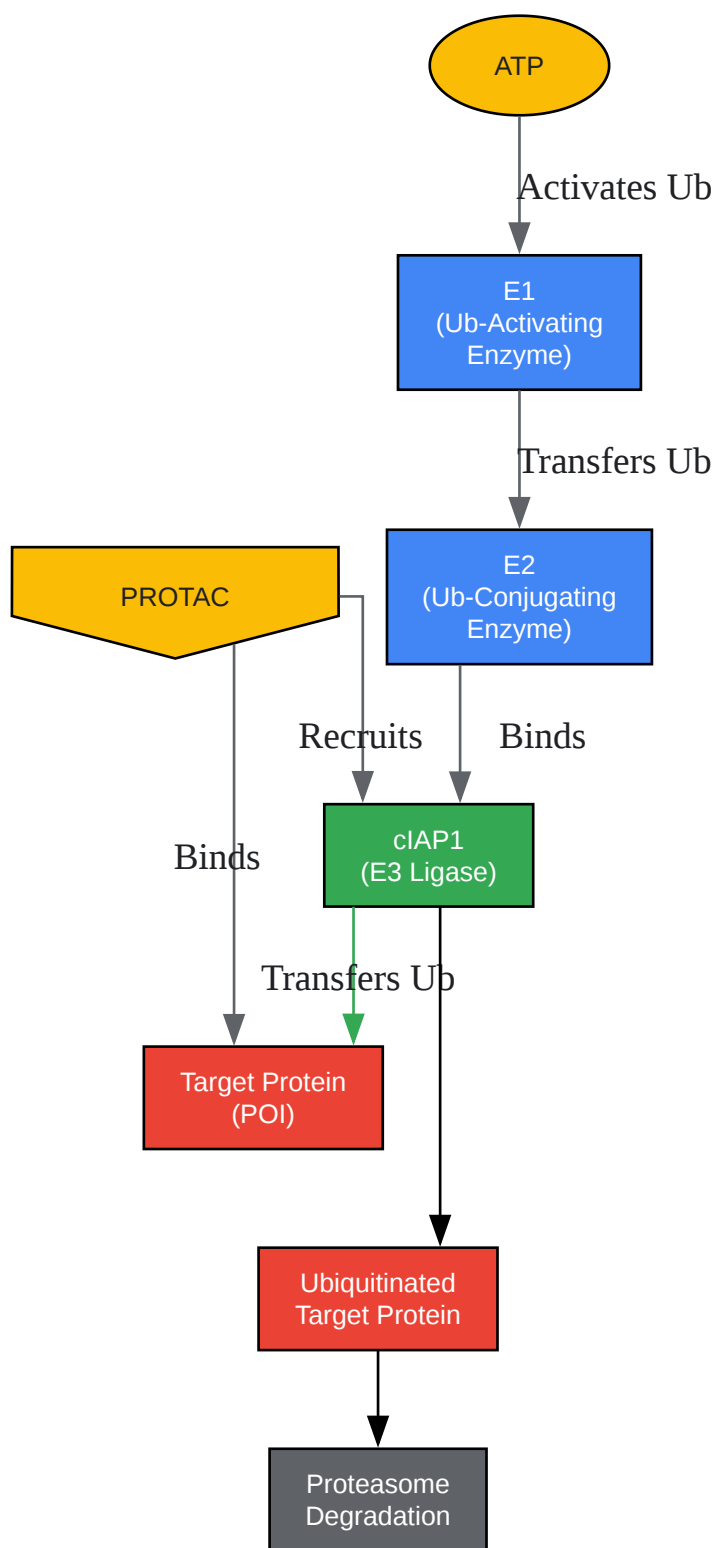 ATP
Activates Ub
E1
(Ub-Activating
Enzyme)
Transfers Ub
PROTAC
E2
(Ub-Conjugating
Enzyme)
Recruits
Binds
cIAP1
(E3 Ligase)
Binds
Transfers Ub
Target Protein
(POI)
Ubiquitinated
Target Protein
Proteasome
Degradation